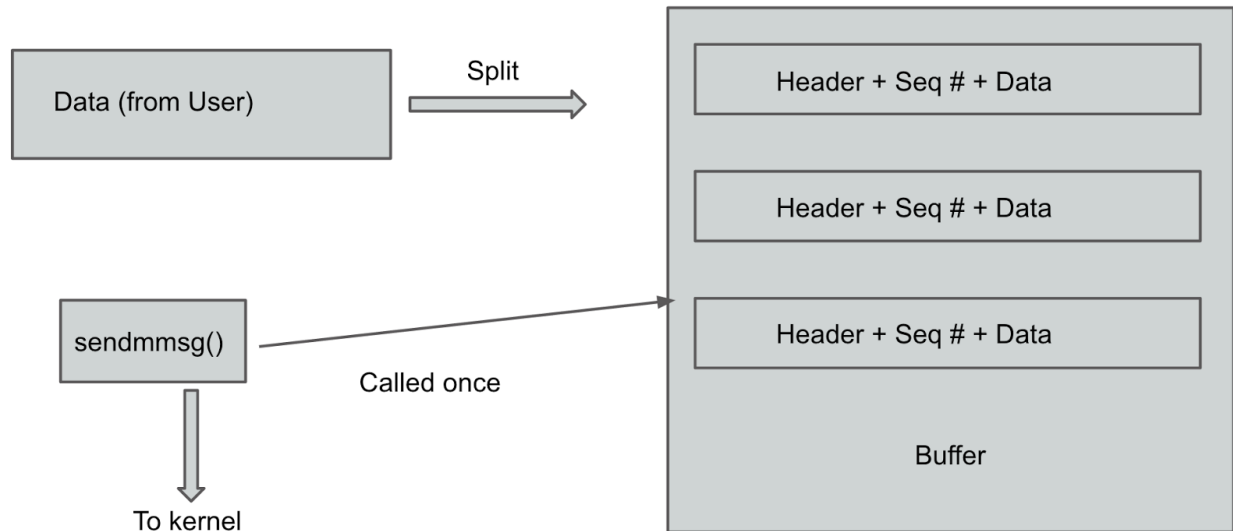 Data (from User)
Split
Header + Seq # + Data
Header + Seq # + Data
Header + Seq # + Data
Buffer
sendmmsg()
Called once
To kernel